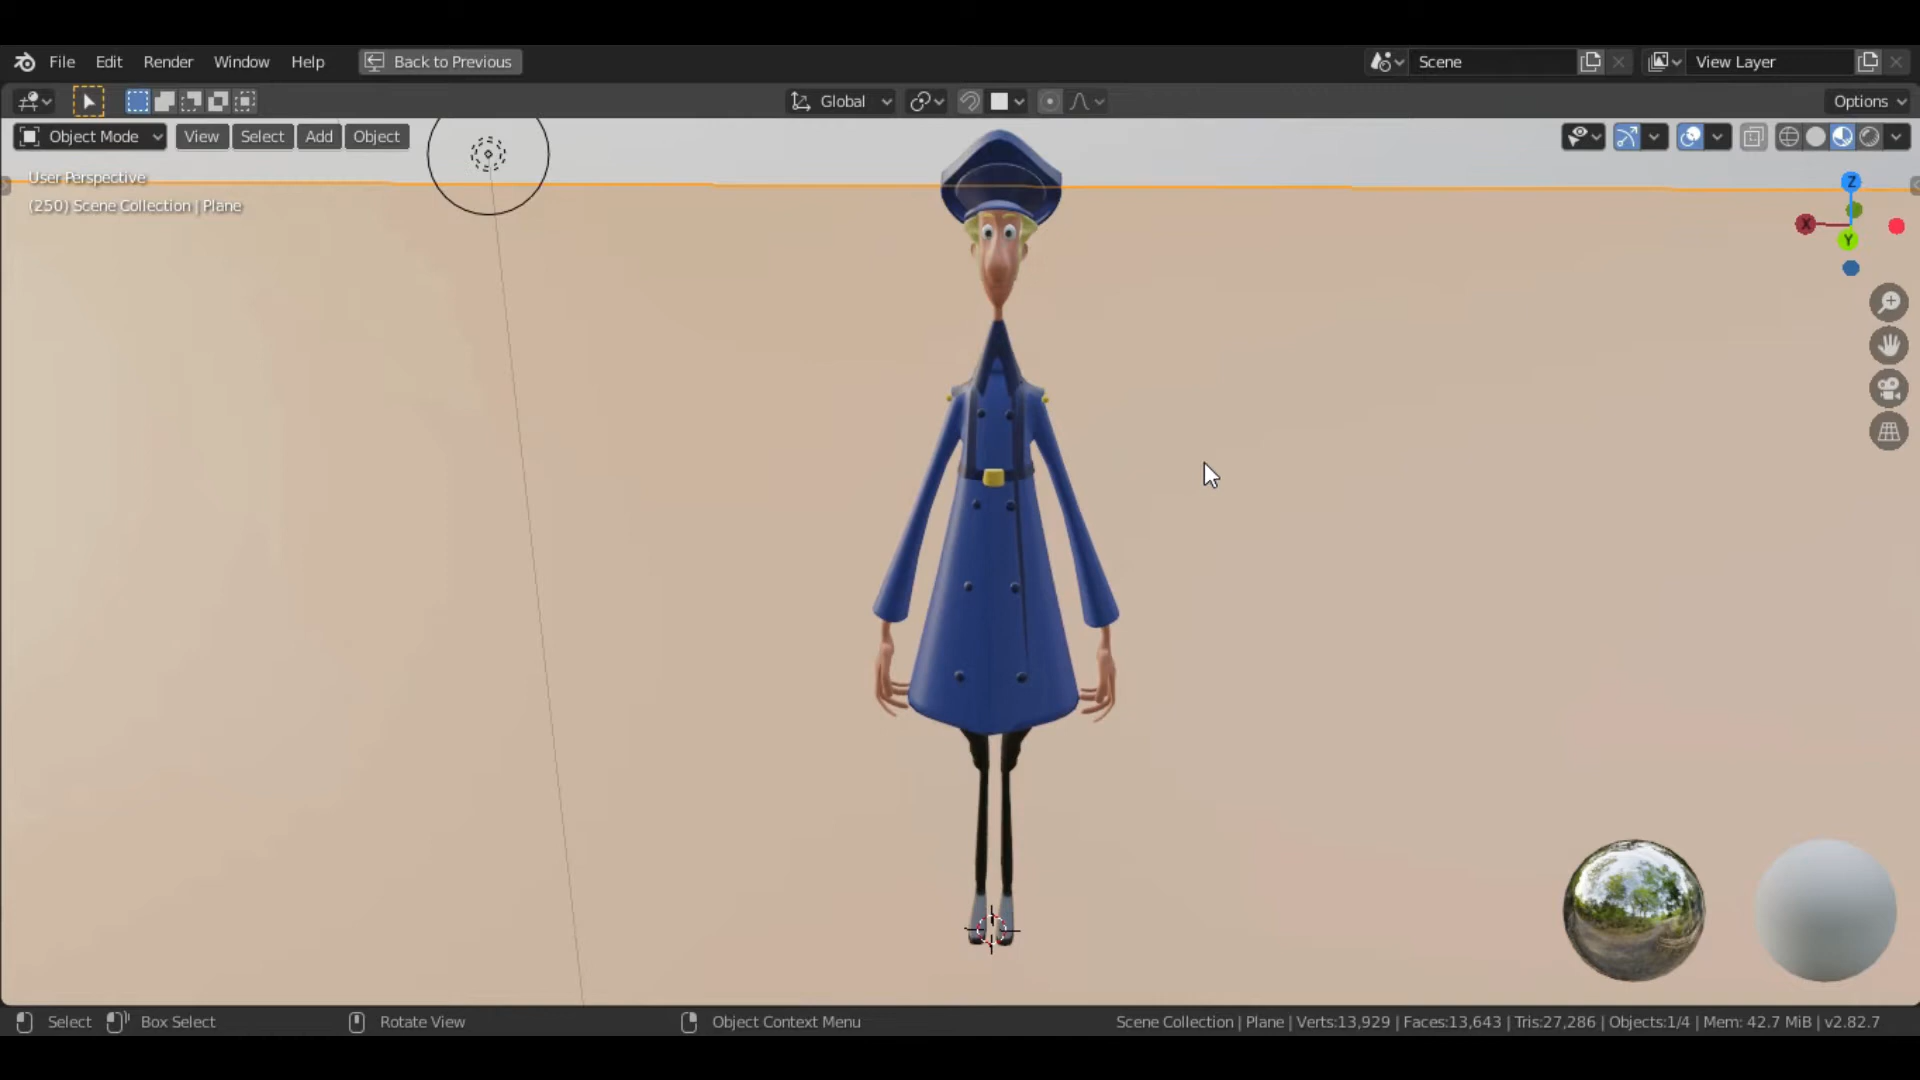 File Edit Render Window Help Back to Previous Scene View Layer
Global Options
Object Mode View Select Add Object
User Perspective
(250) Scene Collection | Plane
Z
X
Y
Select Box Select Rotate View Object Context Menu Scene Collection | Plane | Verts:13,929 | Faces:13,643 | Tris:27,286 | Objects:1/4 | Mem: 42.7 MiB | v2.82.7